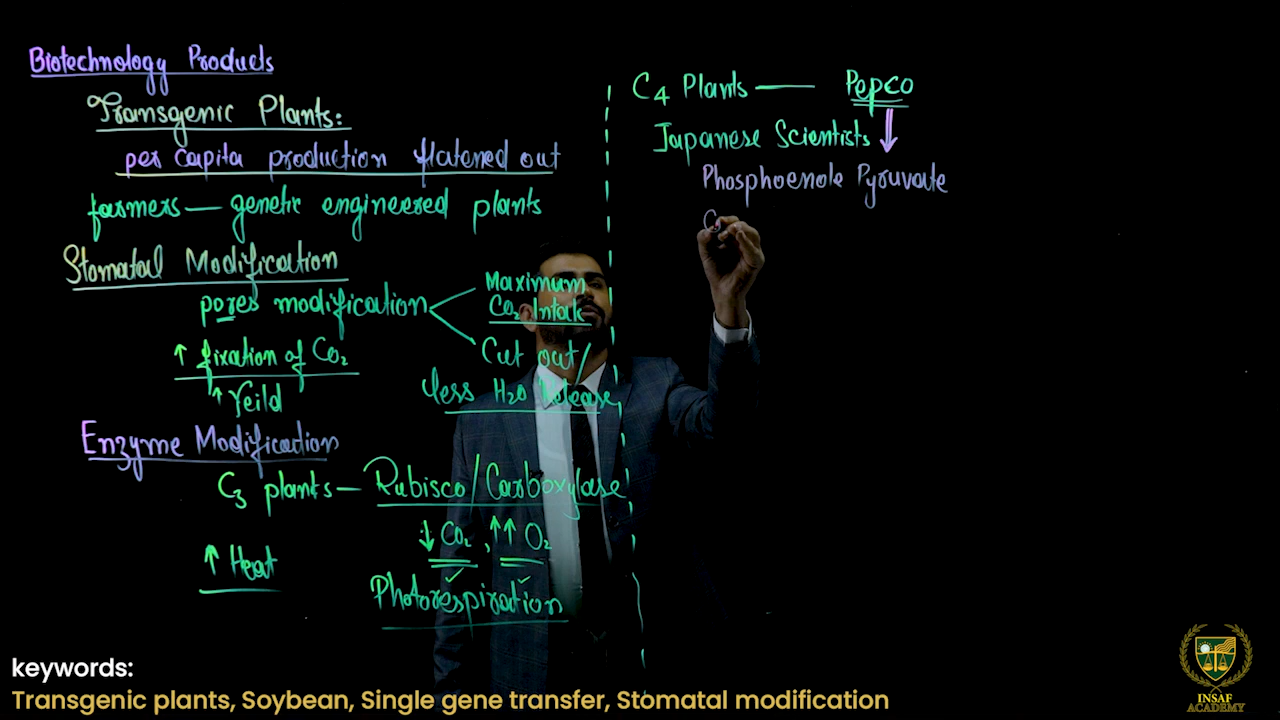 Biotechnology Products
Transgenic Plants:
per capita production flatened out
farmers — genetic engineered plants
Stomatal Modification
pores modification
Maximum
Co₂ Intak
↑ fixation of Co₂
Cut out/
less H₂O release
↑ Yeild
Enzyme Modification
C₃ plants — Rubisco/Carboxylase
↓ Co₂, ↑↑ O₂
↑ Heat
Photorespiration
C₄ Plants — Pepco
Japanese Scientists
Phosphoenole Pyruvate
C
keywords:
Transgenic plants, Soybean, Single gene transfer, Stomatal modification
INSAF
ACADEMY